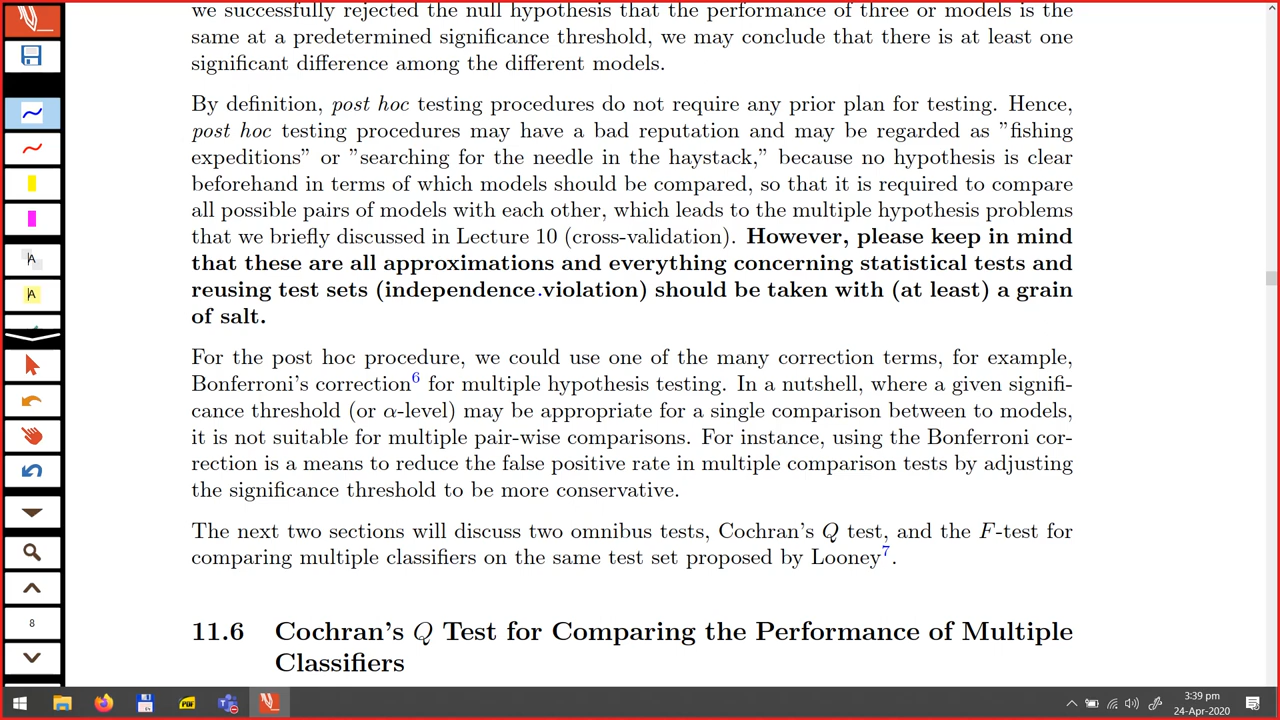 we successfully rejected the null hypothesis that the performance of three or models is the
same at a predetermined significance threshold, we may conclude that there is at least one
significant difference among the different models.
By definition, post hoc testing procedures do not require any prior plan for testing. Hence,
post hoc testing procedures may have a bad reputation and may be regarded as ”fishing
expeditions” or ”searching for the needle in the haystack,” because no hypothesis is clear
beforehand in terms of which models should be compared, so that it is required to compare
all possible pairs of models with each other, which leads to the multiple hypothesis problems
that we briefly discussed in Lecture 10 (cross-validation). However, please keep in mind
that these are all approximations and everything concerning statistical tests and
reusing test sets (independence violation) should be taken with (at least) a grain
of salt.
For the post hoc procedure, we could use one of the many correction terms, for example,
Bonferroni’s correction6 for multiple hypothesis testing. In a nutshell, where a given signifi-
cance threshold (or α-level) may be appropriate for a single comparison between to models,
it is not suitable for multiple pair-wise comparisons. For instance, using the Bonferroni cor-
rection is a means to reduce the false positive rate in multiple comparison tests by adjusting
the significance threshold to be more conservative.
The next two sections will discuss two omnibus tests, Cochran’s Q test, and the F-test for
comparing multiple classifiers on the same test set proposed by Looney7.
11.6 Cochran’s Q Test for Comparing the Performance of Multiple
Classifiers
A
A
8
PDF
3:39 pm
24-Apr-2020